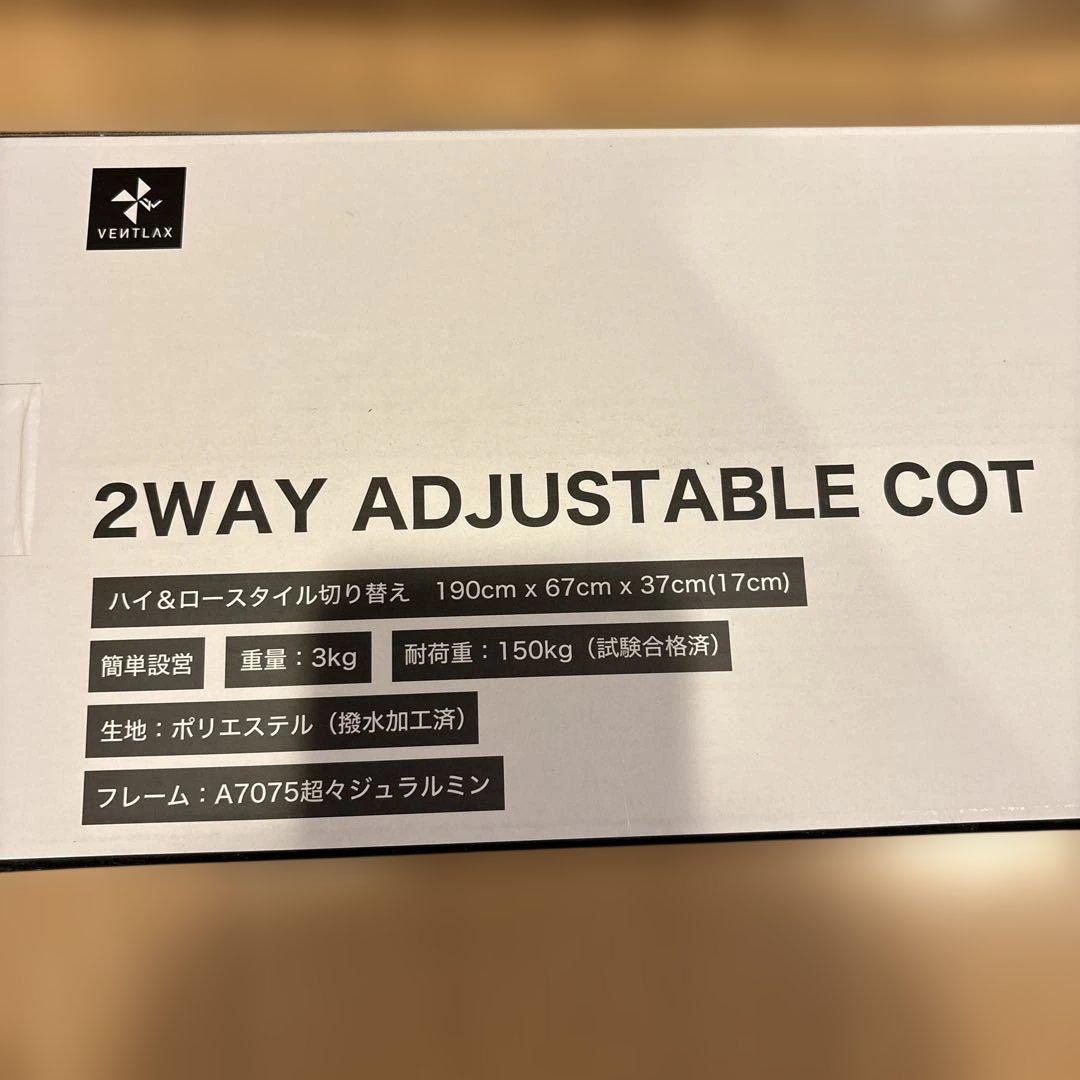 VENTLAX
2WAY ADJUSTABLE COT
ハイ&ロースタイル切り替え 190cm x 67cm x 37cm(17cm)
簡単設営 重量：3kg 耐荷重：150kg（試験合格済）
生地：ポリエステル（撥水加工済）
フレーム：A7075超々ジュラルミン